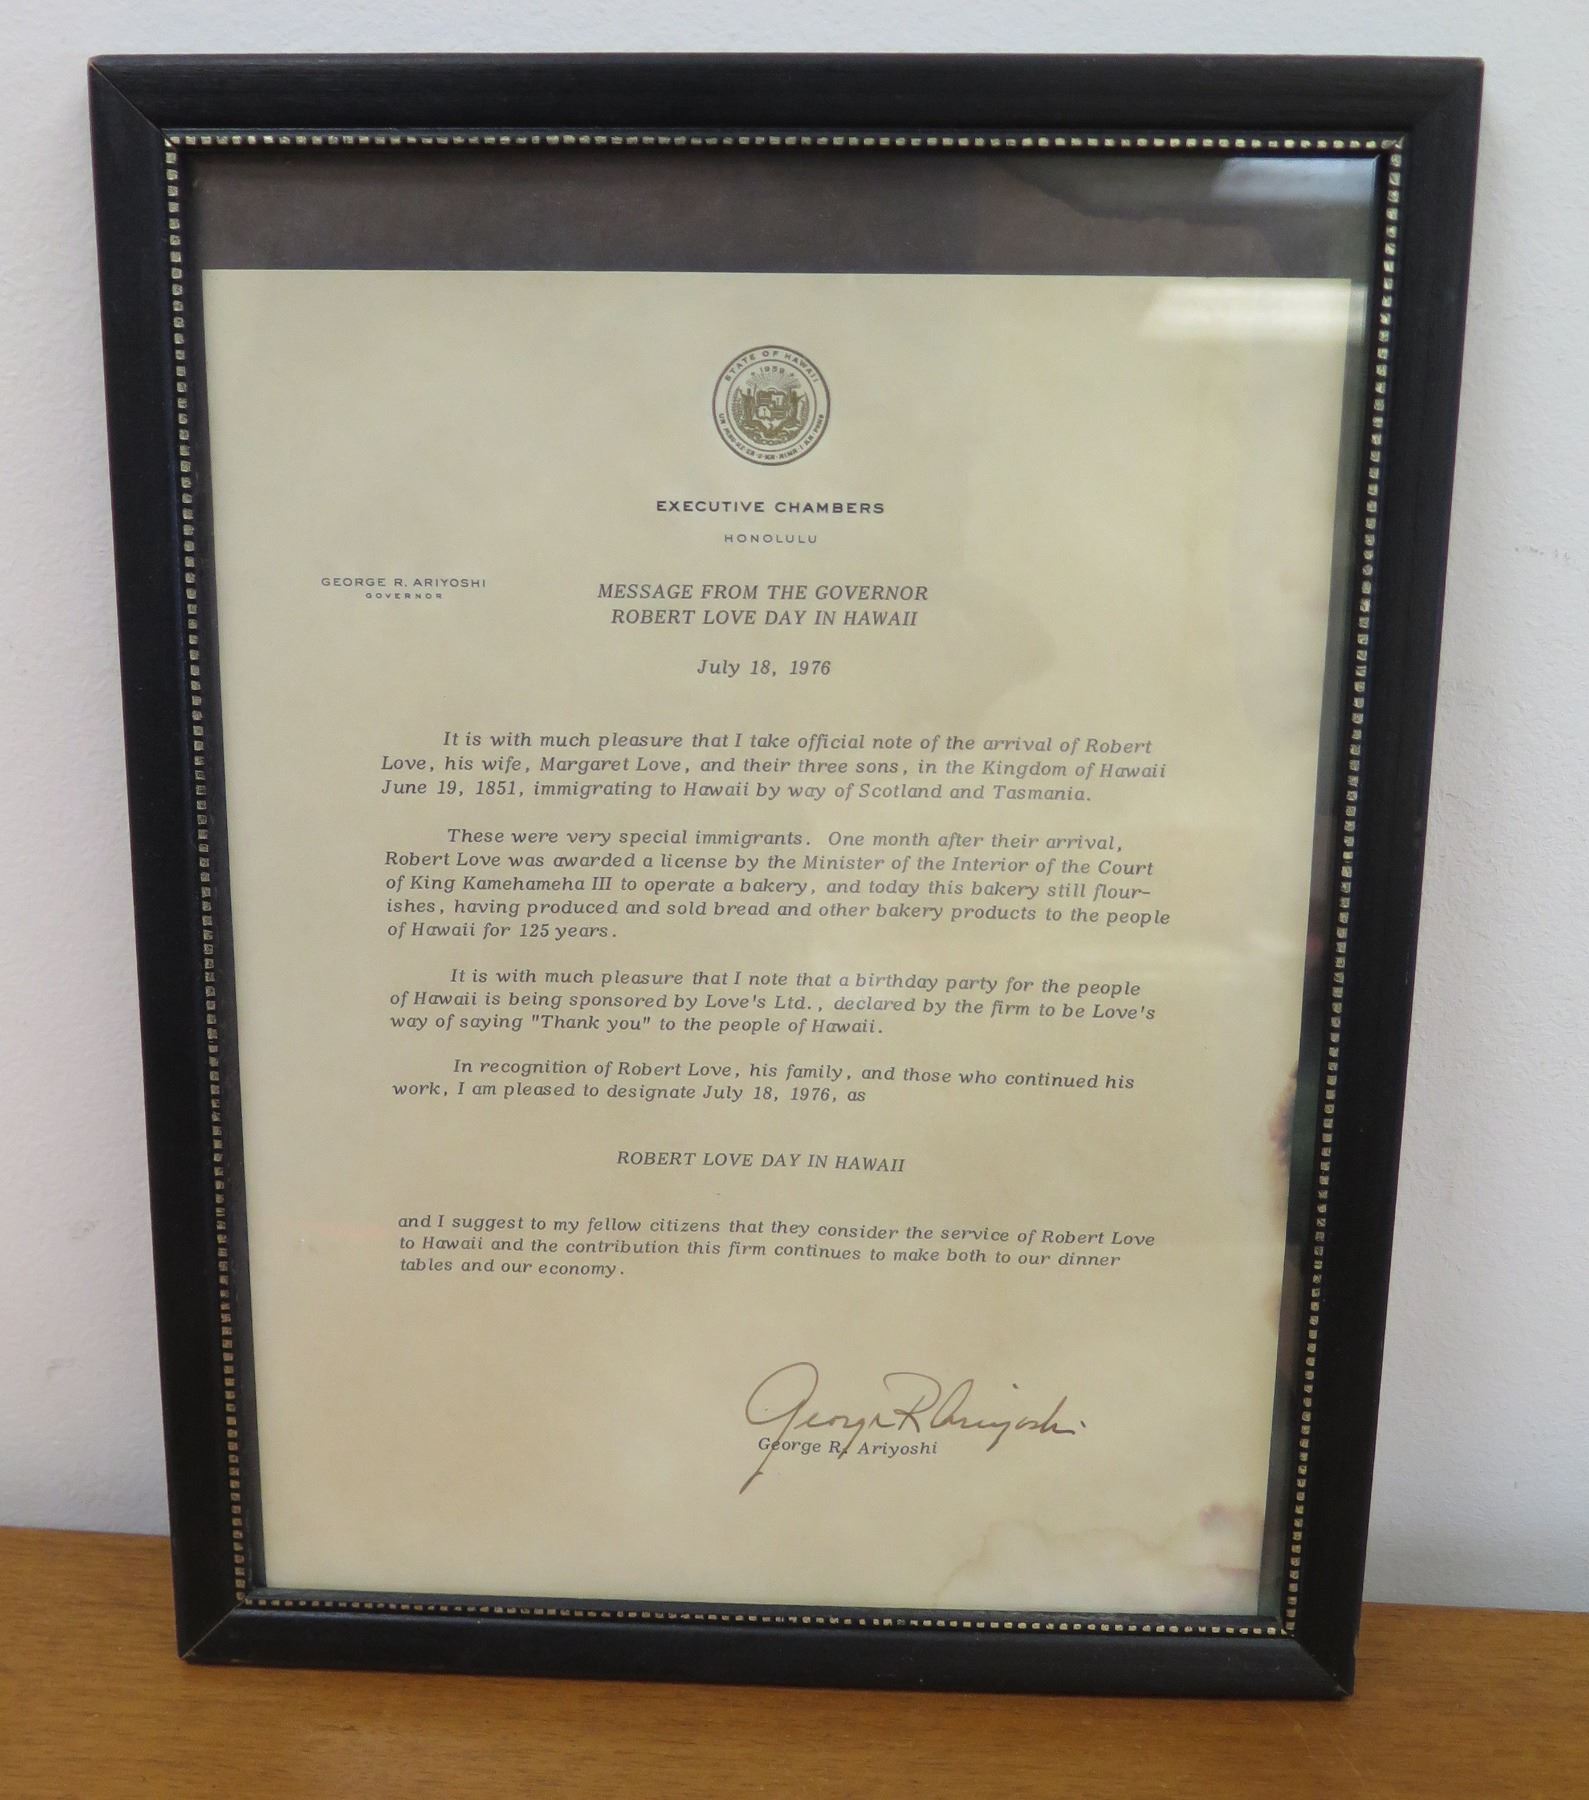 STATE OF HAWAII
1959
EXECUTIVE CHAMBERS
HONOLULU
GEORGE R. ARIYOSHI
GOVERNOR
MESSAGE FROM THE GOVERNOR
ROBERT LOVE DAY IN HAWAII
July 18, 1976
It is with much pleasure that I take official note of the arrival of Robert
Love, his wife, Margaret Love, and their three sons, in the Kingdom of Hawaii
June 19, 1851, immigrating to Hawaii by way of Scotland and Tasmania.
These were very special immigrants. One month after their arrival,
Robert Love was awarded a license by the Minister of the Interior of the Court
of King Kamehameha III to operate a bakery, and today this bakery still flour-
ishes, having produced and sold bread and other bakery products to the people
of Hawaii for 125 years.
It is with much pleasure that I note that a birthday party for the people
of Hawaii is being sponsored by Love's Ltd., declared by the firm to be Love's
way of saying "Thank you" to the people of Hawaii.
In recognition of Robert Love, his family, and those who continued his
work, I am pleased to designate July 18, 1976, as
ROBERT LOVE DAY IN HAWAII
and I suggest to my fellow citizens that they consider the service of Robert Love
to Hawaii and the contribution this firm continues to make both to our dinner
tables and our economy.
George R Ariyoshi
George R. Ariyoshi